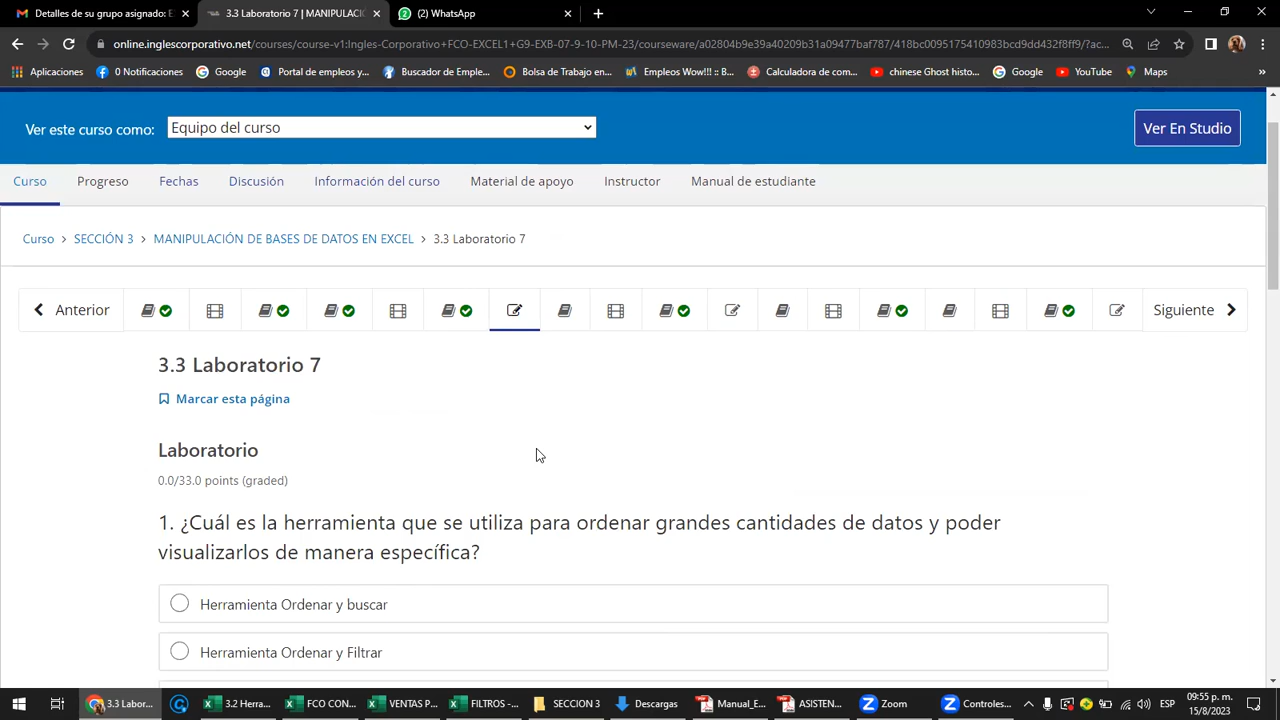 Detalles de su grupo asignado: E
3.3 Laboratorio 7 | MANIPULACIÓ
(2) WhatsApp
online.inglescorporativo.net/courses/course-v1:Ingles-Corporativo+FCO-EXCEL1+G9-EXB-07-9-10-PM-23/courseware/a02804b9e39a40209b31a09477baf787/418bc0095175410983bcd9dd432f8ff9/?ac...
Aplicaciones
0 Notificaciones
Google
Portal de empleos y...
Buscador de Emple...
Bolsa de Trabajo en...
Empleos Wow!!! :: B...
Calculadora de com...
chinese Ghost histo...
Google
YouTube
Maps
»
Ver este curso como:
Equipo del curso
Ver En Studio
Curso
Progreso
Fechas
Discusión
Información del curso
Material de apoyo
Instructor
Manual de estudiante
Curso > SECCIÓN 3 > MANIPULACIÓN DE BASES DE DATOS EN EXCEL > 3.3 Laboratorio 7
Anterior
Siguiente
3.3 Laboratorio 7
Marcar esta página
Laboratorio
0.0/33.0 points (graded)
1. ¿Cuál es la herramienta que se utiliza para ordenar grandes cantidades de datos y poder
visualizarlos de manera específica?
Herramienta Ordenar y buscar
Herramienta Ordenar y Filtrar
3.3 Labor...
3.2 Herra...
FCO CON...
VENTAS P...
FILTROS -...
SECCION 3
Descargas
Manual_E...
ASISTEN...
Zoom
Controles...
ESP
09:55 p. m.
15/8/2023